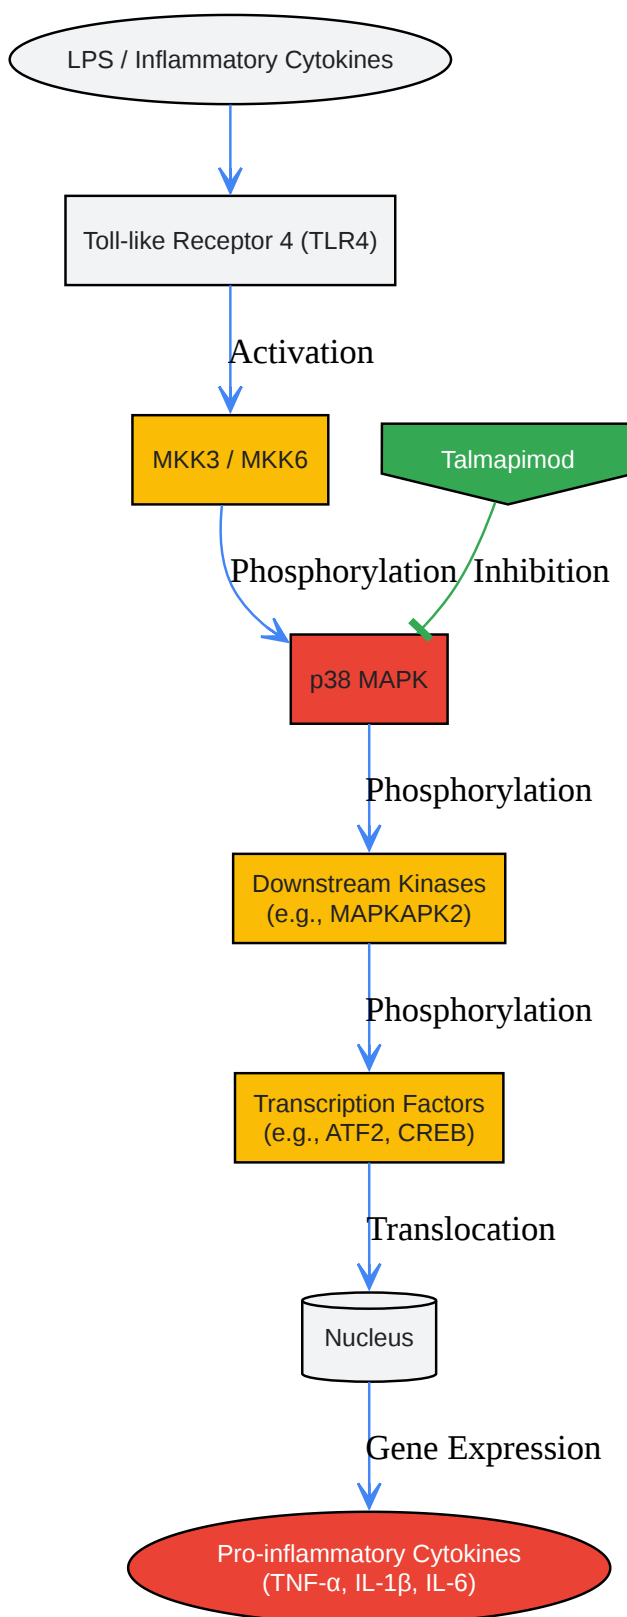 LPS / Inflammatory Cytokines
Toll-like Receptor 4 (TLR4)
Activation
MKK3 / MKK6
Talmapimod
Phosphorylation
Inhibition
p38 MAPK
Phosphorylation
Downstream Kinases
(e.g., MAPKAPK2)
Phosphorylation
Transcription Factors
(e.g., ATF2, CREB)
Translocation
Nucleus
Gene Expression
Pro-inflammatory Cytokines
(TNF-α, IL-1β, IL-6)